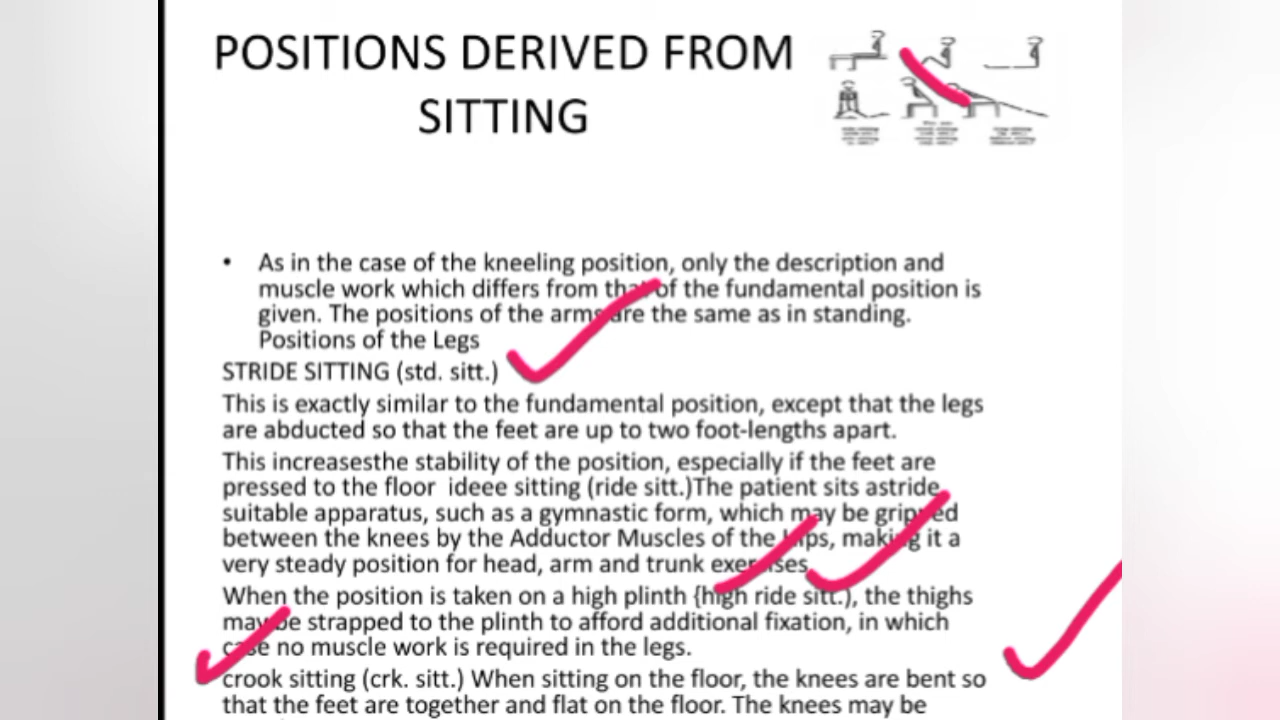 POSITIONS DERIVED FROM
SITTING
• As in the case of the kneeling position, only the description and
muscle work which differs from that of the fundamental position is
given. The positions of the arms are the same as in standing.
Positions of the Legs
STRIDE SITTING (std. sitt.)
This is exactly similar to the fundamental position, except that the legs
are abducted so that the feet are up to two foot-lengths apart.
This increasesthe stability of the position, especially if the feet are
pressed to the floor ideee sitting (ride sitt.)The patient sits astride
suitable apparatus, such as a gymnastic form, which may be gripped
between the knees by the Adductor Muscles of the hips, making it a
very steady position for head, arm and trunk exercises.
When the position is taken on a high plinth {high ride sitt.), the thighs
may be strapped to the plinth to afford additional fixation, in which
case no muscle work is required in the legs.
crook sitting (crk. sitt.) When sitting on the floor, the knees are bent so
that the feet are together and flat on the floor. The knees may be